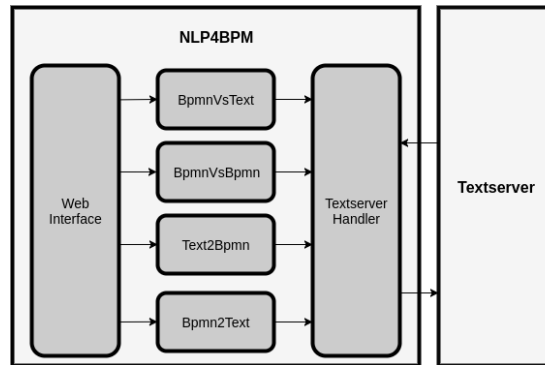 NLP4BPM
Web
Interface
BpmnVsText
BpmnVsBpmn
Text2Bpmn
Bpmn2Text
Textserver
Handler
Textserver